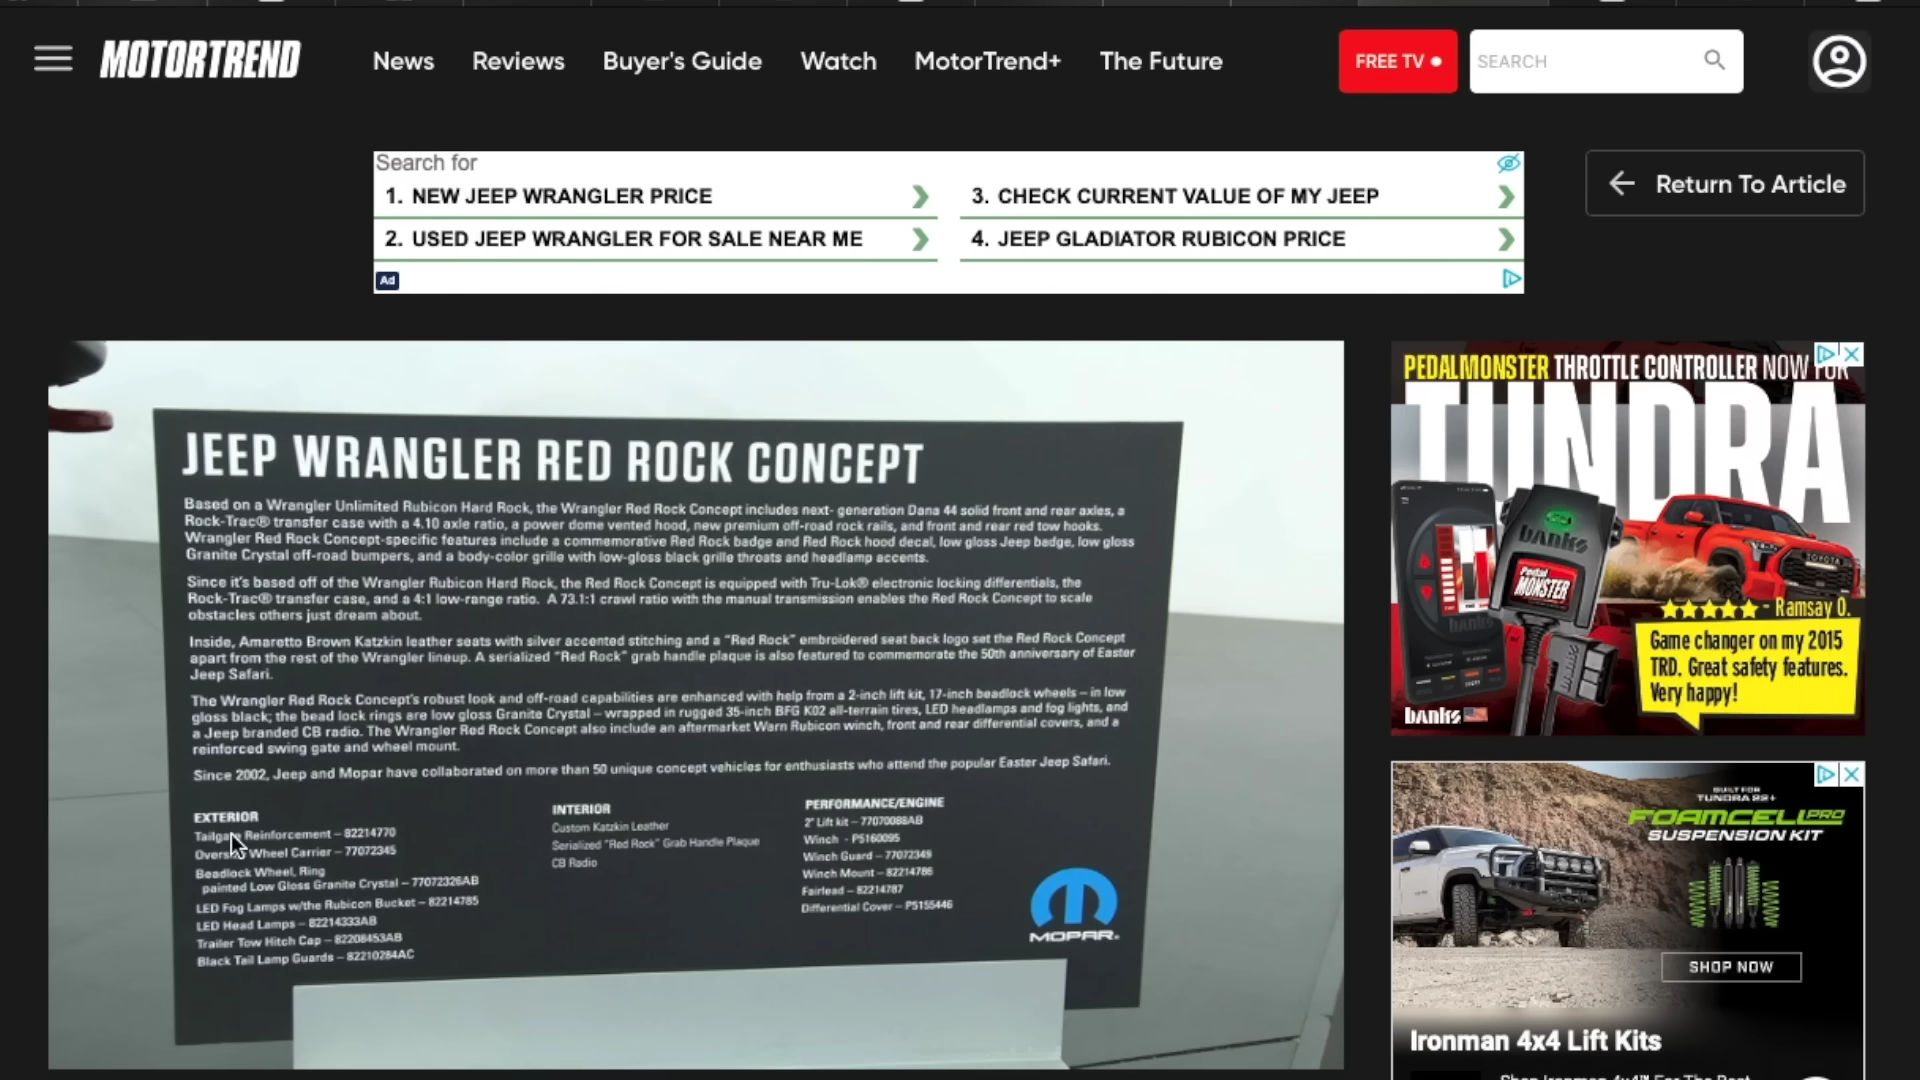 MOTORTREND
News Reviews Buyer's Guide Watch MotorTrend+ The Future
FREE TV
SEARCH
Search for
1. NEW JEEP WRANGLER PRICE
2. USED JEEP WRANGLER FOR SALE NEAR ME
3. CHECK CURRENT VALUE OF MY JEEP
4. JEEP GLADIATOR RUBICON PRICE
Ad
Return To Article
JEEP WRANGLER RED ROCK CONCEPT
Based on a Wrangler Unlimited Rubicon Hard Rock, the Wrangler Red Rock Concept includes next- generation Dana 44 solid front and rear axles, a
Rock-Trac® transfer case with a 4.10 axle ratio, a power dome vented hood, new premium off-road rock rails, and front and rear red tow hooks.
Wrangler Red Rock Concept-specific features include a commemorative Red Rock badge and Red Rock hood decal, low gloss Jeep badge, low gloss
Granite Crystal off-road bumpers, and a body-color grille with low-gloss black grille throats and headlamp accents.
Since it's based off of the Wrangler Rubicon Hard Rock, the Red Rock Concept is equipped with Tru-Lok® electronic locking differentials, the
Rock-Trac® transfer case, and a 4:1 low-range ratio. A 73.1:1 crawl ratio with the manual transmission enables the Red Rock Concept to scale
obstacles others just dream about.
Inside, Amaretto Brown Katzkin leather seats with silver accented stitching and a "Red Rock" embroidered seat back logo set the Red Rock Concept
apart from the rest of the Wrangler lineup. A serialized "Red Rock" grab handle plaque is also featured to commemorate the 50th anniversary of Easter
Jeep Safari.
The Wrangler Red Rock Concept's robust look and off-road capabilities are enhanced with help from a 2-inch lift kit, 17-inch beadlock wheels – in low
gloss black; the bead lock rings are low gloss Granite Crystal – wrapped in rugged 35-inch BFG K02 all-terrain tires, LED headlamps and fog lights, and
a Jeep branded CB radio. The Wrangler Red Rock Concept also include an aftermarket Warn Rubicon winch, front and rear differential covers, and a
reinforced swing gate and wheel mount.
Since 2002, Jeep and Mopar have collaborated on more than 50 unique concept vehicles for enthusiasts who attend the popular Easter Jeep Safari.
EXTERIOR
Tailgate Reinforcement – 82214770
Wheel Carrier – 77072345
Beadlock Wheel, Ring
painted Low Gloss Granite Crystal – 77072326AB
LED Fog Lamps w/the Rubicon Bucket – 82214785
LED Head Lamps – 82214333AB
Trailer Tow Hitch Cap – 82208453AB
Black Tail Lamp Guards – 82210284AC
INTERIOR
Custom Katzkin Leather
Serialized "Red Rock" Grab Handle Plaque
CB Radio
PERFORMANCE/ENGINE
2" Lift kit – 77070088AB
Winch - P5160095
Winch Guard – 77072349
Winch Mount – 82214786
Fairlead – 82214787
Differential Cover – P5155446
MOPAR
PEDALMONSTER THROTTLE CONTROLLER NOW FOR
TUNDRA
banks
Pedal
MONSTER
TOYOTA
- Ramsay O.
Game changer on my 2015
TRD. Great safety features.
Very happy!
banks
BUILT FOR
TUNDRA 22+
FOAMCELL PRO
SUSPENSION KIT
SHOP NOW
Ironman 4x4 Lift Kits